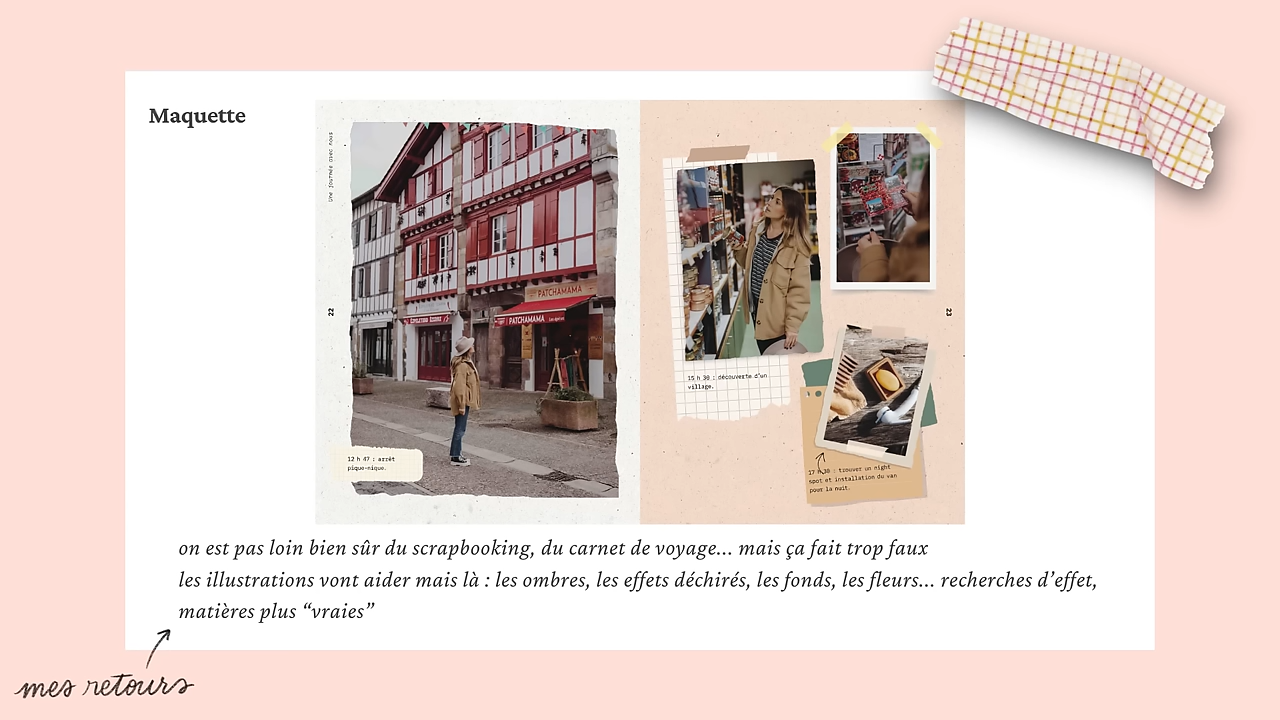 Maquette
une journée avec nous
22
PATCHAMAMA
PATCHAMAMA
12 h 47 : arrêt
pique-nique.
15 h 30 : découverte d'un
village.
23
17 h 30 : trouver un night
spot et installation du van
pour la nuit.
on est pas loin bien sûr du scrapbooking, du carnet de voyage... mais ça fait trop faux
les illustrations vont aider mais là : les ombres, les effets déchirés, les fonds, les fleurs... recherches d’effet,
matières plus “vraies”
mes retours